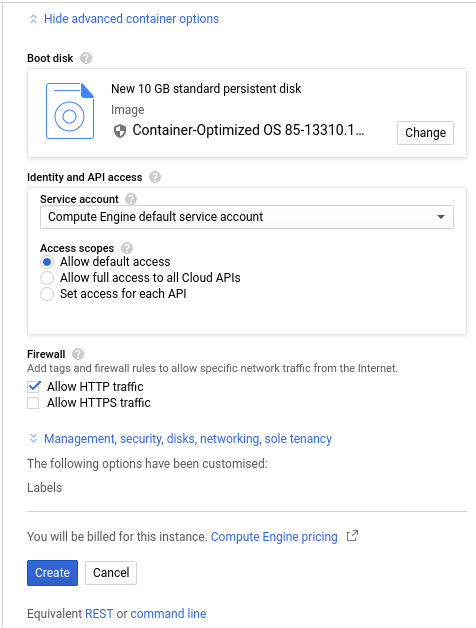 Hide advanced container options
Boot disk ?
New 10 GB standard persistent disk
Image
Container-Optimized OS 85-13310.1...
Change
Identity and API access ?
Service account ?
Compute Engine default service account
Access scopes ?
Allow default access
Allow full access to all Cloud APIs
Set access for each API
Firewall ?
Add tags and firewall rules to allow specific network traffic from the Internet.
Allow HTTP traffic
Allow HTTPS traffic
Management, security, disks, networking, sole tenancy
The following options have been customised:
Labels
You will be billed for this instance. Compute Engine pricing
Create Cancel
Equivalent REST or command line